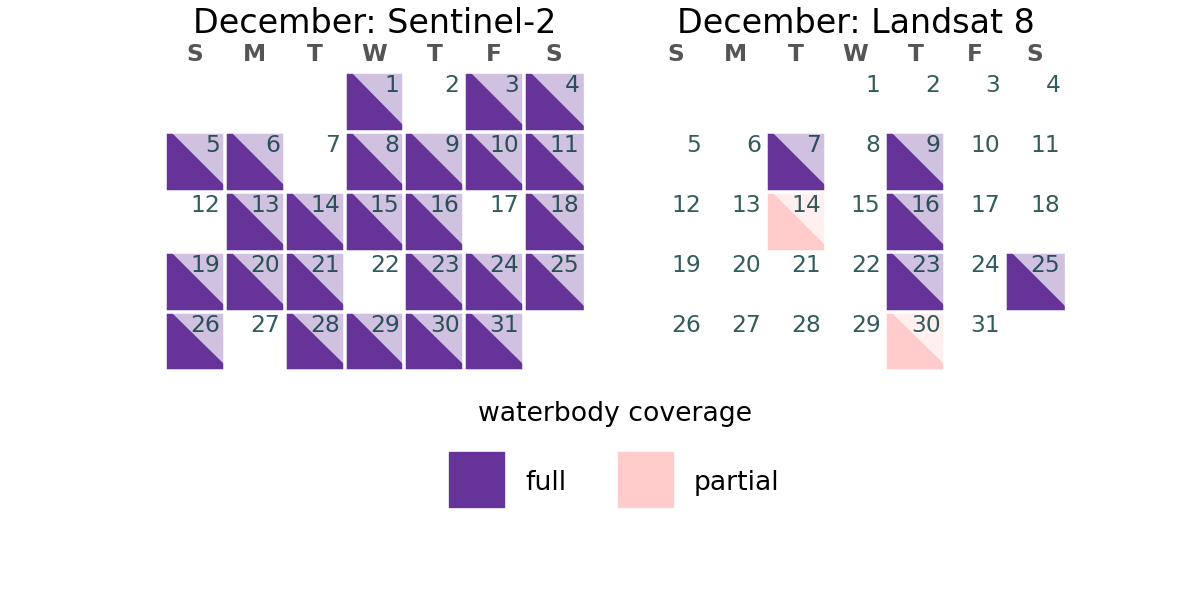 December: Sentinel-2
S M T W T F S
1 2 3 4
5 6 7 8 9 10 11
12 13 14 15 16 17 18
19 20 21 22 23 24 25
26 27 28 29 30 31
December: Landsat 8
S M T W T F S
1 2 3 4
5 6 7 8 9 10 11
12 13 14 15 16 17 18
19 20 21 22 23 24 25
26 27 28 29 30 31
waterbody coverage
full partial